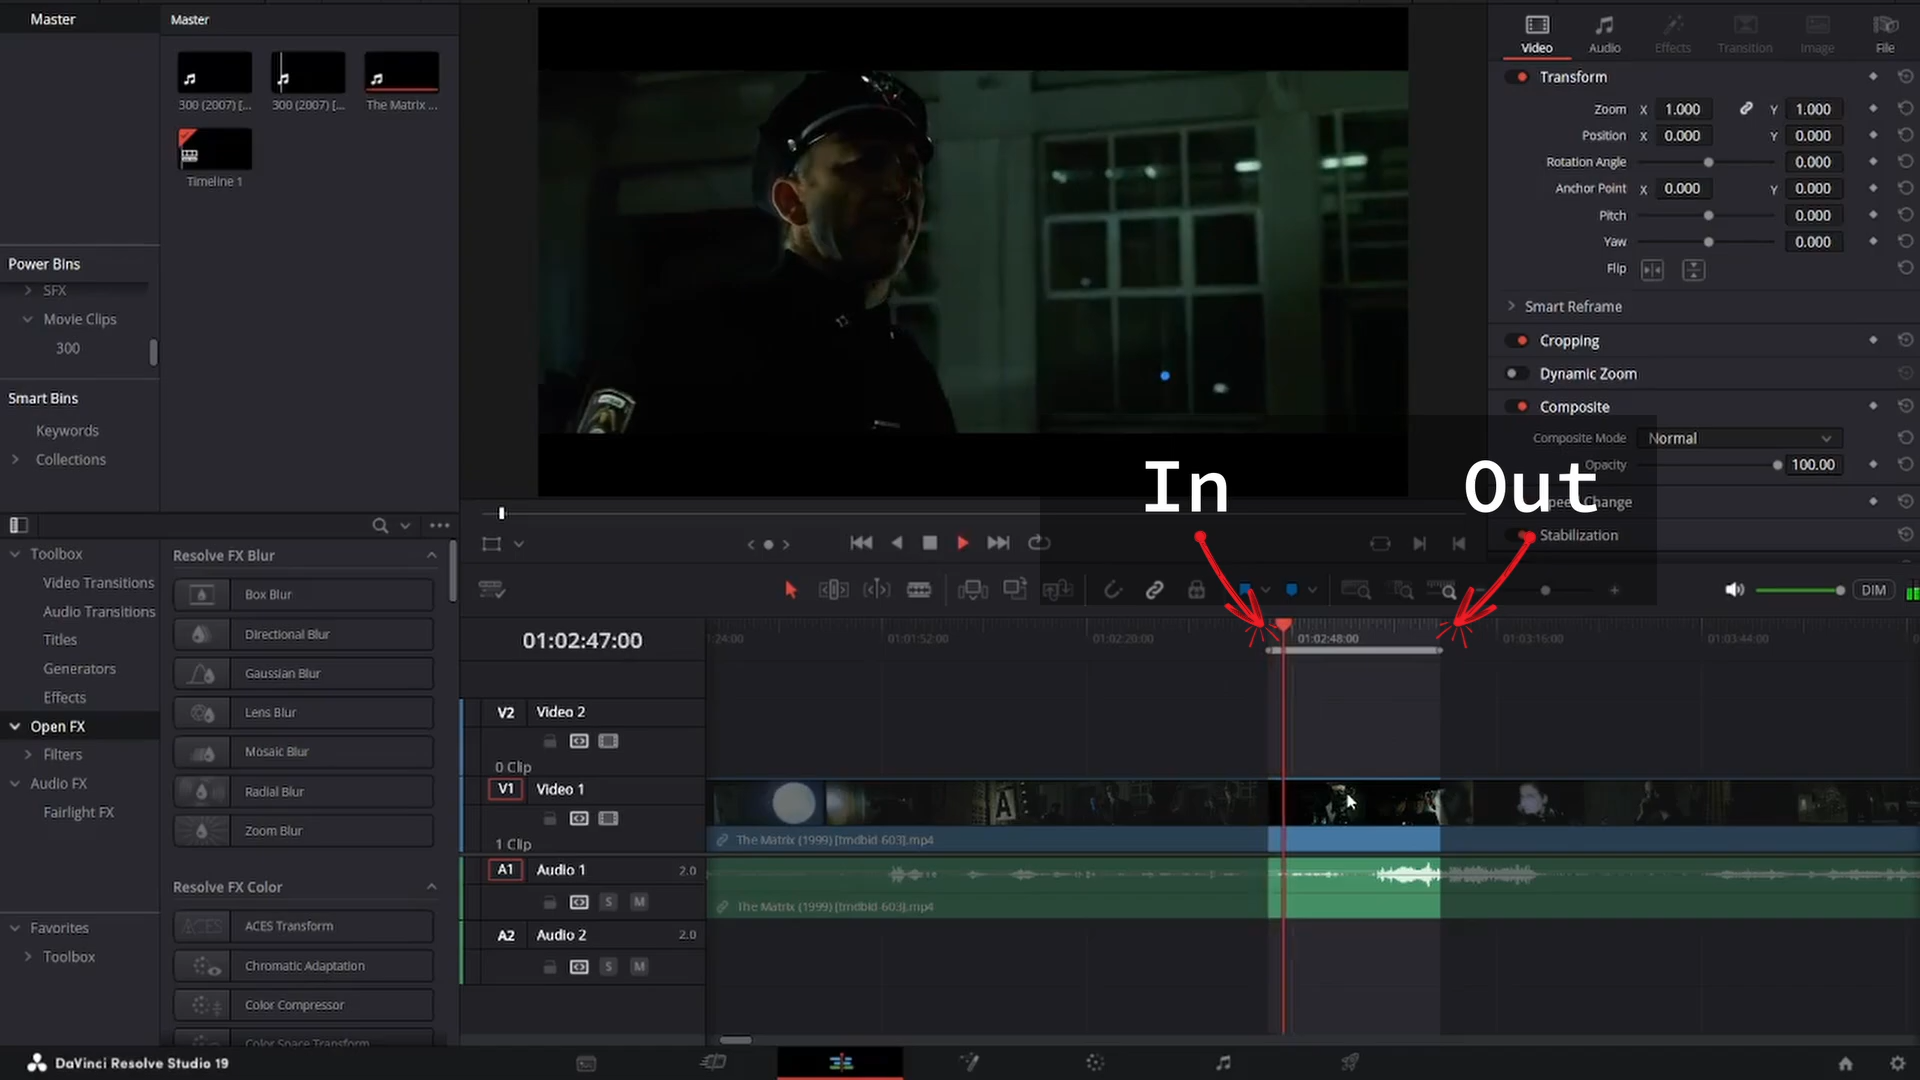 Master
Master
300 (2007) [...
300 (2007) [...
The Matrix ...
Timeline 1
Power Bins
SFX
Movie Clips
300
Smart Bins
Keywords
Collections
Video
Audio
Effects
Transition
Image
File
Transform
Zoom X 1.000 Y 1.000
Position X 0.000 Y 0.000
Rotation Angle 0.000
Anchor Point X 0.000 Y 0.000
Pitch 0.000
Yaw 0.000
Flip
Smart Reframe
Cropping
Dynamic Zoom
Composite
Composite Mode Normal
Opacity 100.00
Speed Change
Stabilization
In
Out
Toolbox
Video Transitions
Audio Transitions
Titles
Generators
Effects
Open FX
Filters
Audio FX
Fairlight FX
Favorites
Toolbox
Resolve FX Blur
Box Blur
Directional Blur
Gaussian Blur
Lens Blur
Mosaic Blur
Radial Blur
Zoom Blur
Resolve FX Color
ACES Transform
Chromatic Adaptation
Color Compressor
Color Space Transform
DIM
01:02:47:00
1:24:00
01:01:52:00
01:02:20:00
01:02:48:00
01:03:16:00
01:03:44:00
V2 Video 2
0 Clip
V1 Video 1
1 Clip
The Matrix (1999) [tmdbid-603].mp4
A1 Audio 1 2.0
S M
The Matrix (1999) [tmdbid-603].mp4
A2 Audio 2 2.0
S M
DaVinci Resolve Studio 19